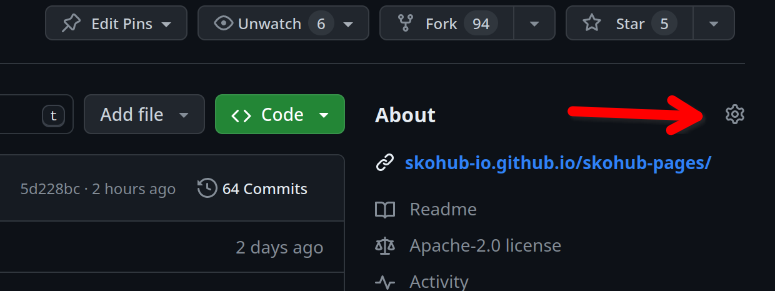 Edit Pins Unwatch 6 Fork 94 Star 5
t Add file Code About
skohub-io.github.io/skohub-pages/
5d228bc · 2 hours ago 64 Commits
Readme
2 days ago Apache-2.0 license
Activity